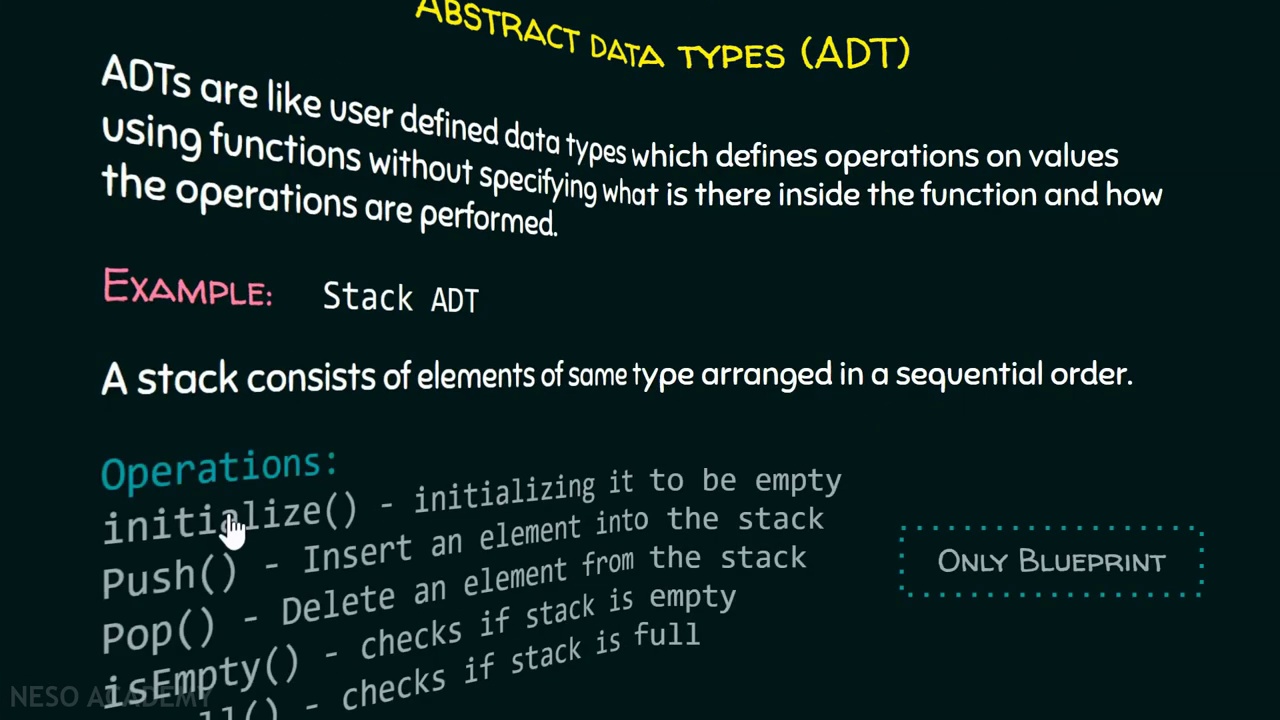 ABSTRACT DATA TYPES (ADT)
ADTs are like user defined data types which defines operations on values
using functions without specifying what is there inside the function and how
the operations are performed.
EXAMPLE: Stack ADT
A stack consists of elements of same type arranged in a sequential order.
Operations:
initialize() - initializing it to be empty
Push() - Insert an element into the stack
Pop() - Delete an element from the stack
isEmpty() - checks if stack is empty
ll() - checks if stack is full
ONLY BLUEPRINT
NESO ACADEMY